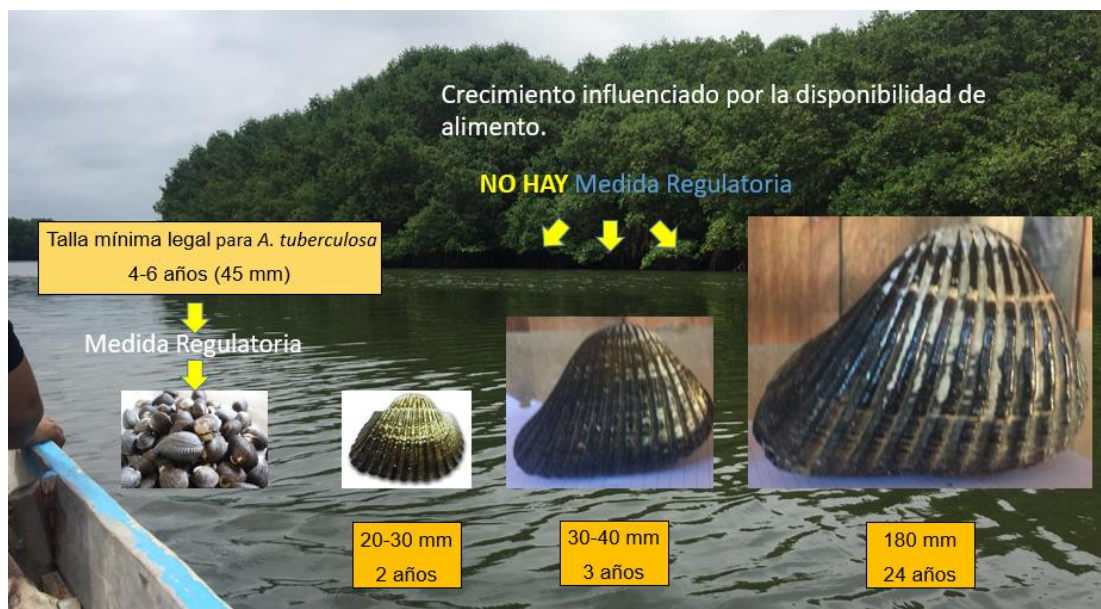 Crecimiento influenciado por la disponibilidad de
alimento.
NO HAY Medida Regulatoria
Talla mínima legal para A. tuberculosa
4-6 años (45 mm)
Medida Regulatoria
20-30 mm
2 años
30-40 mm
3 años
180 mm
24 años